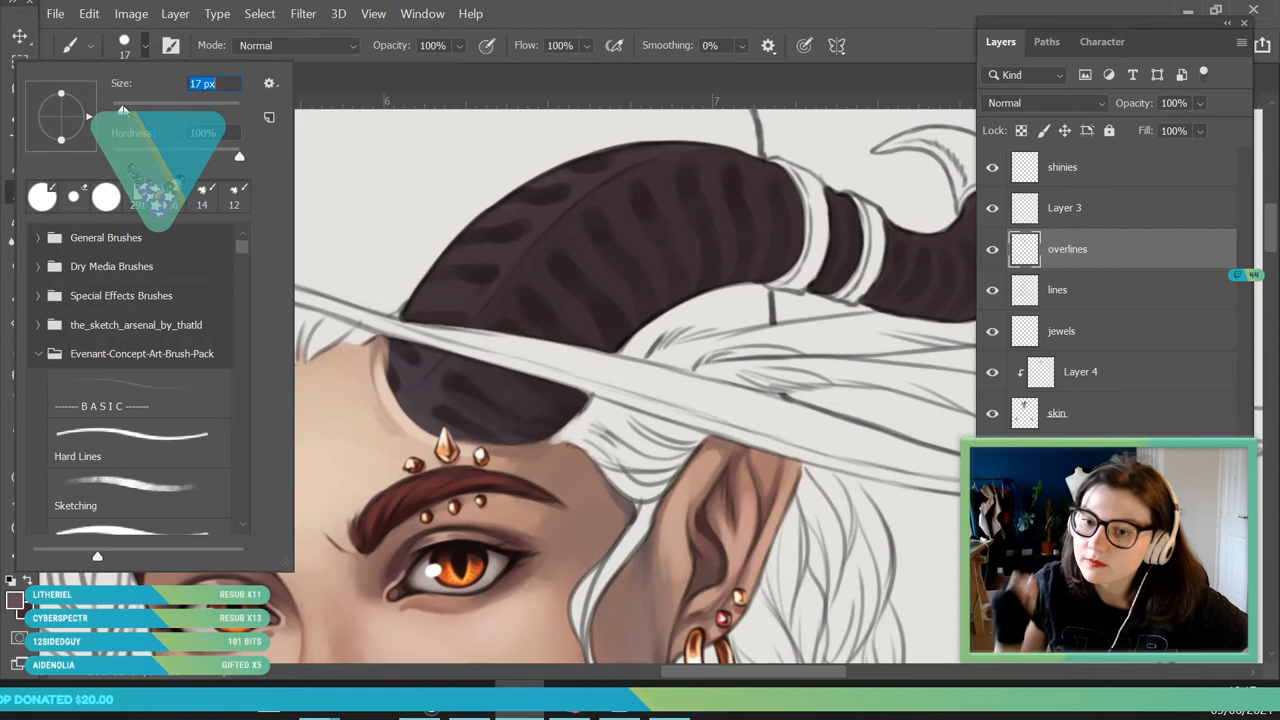 File Edit Image Layer Type Select Filter 3D View Window Help
17 Mode: Normal Opacity: 100% Flow: 100% Smoothing: 0%
Size: 17 px
Hardness: 100%
14 12
General Brushes
Dry Media Brushes
Special Effects Brushes
the_sketch_arsenal_by_thatld
Evenant-Concept-Art-Brush-Pack
------- B A S I C -------
Hard Lines
Sketching
6 7
Layers Paths Character
Kind
Normal Opacity: 100%
Lock: Fill: 100%
shinies
Layer 3
overlines
44
lines
jewels
Layer 4
skin
LITHERIEL RESUB X11
CYBERSPECTR RESUB X13
12SIDEDGUY 101 BITS
AIDENOLIA GIFTED X5
OP DONATED $20.00